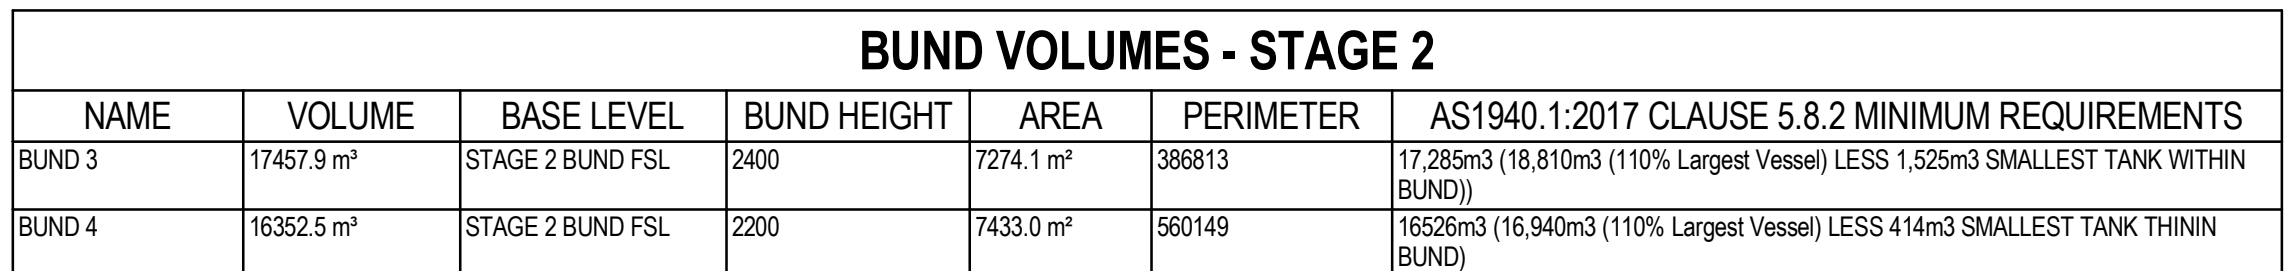 BUND VOLUMES - STAGE 2
NAME VOLUME BASE LEVEL BUND HEIGHT AREA PERIMETER AS1940.1:2017 CLAUSE 5.8.2 MINIMUM REQUIREMENTS
BUND 3 17457.9 m³ STAGE 2 BUND FSL 2400 7274.1 m² 386813 17,285m3 (18,810m3 (110% Largest Vessel) LESS 1,525m3 SMALLEST TANK WITHIN
BUND))
BUND 4 16352.5 m³ STAGE 2 BUND FSL 2200 7433.0 m² 560149 16526m3 (16,940m3 (110% Largest Vessel) LESS 414m3 SMALLEST TANK THININ
BUND)